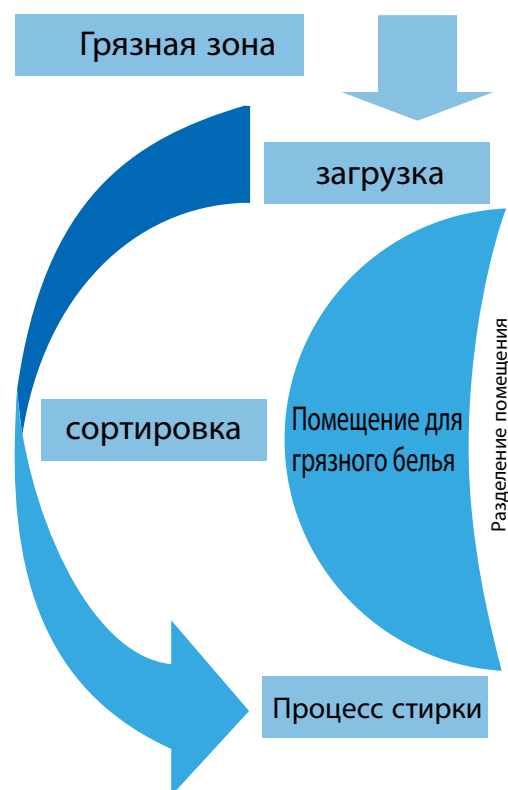 Грязная зона
загрузка
сортировка
Помещение для
грязного белья
Разделение помещения
Процесс стирки